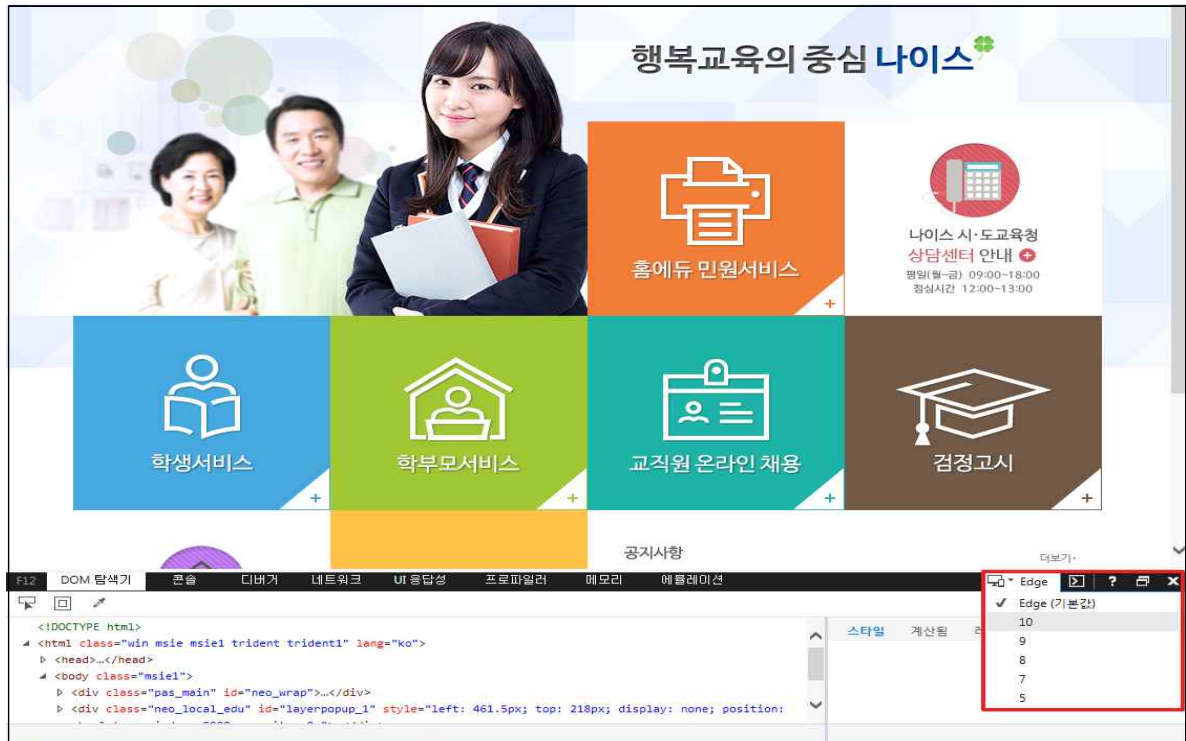 행복교육의 중심 나이스
홈에듀 민원서비스
나이스 시·도교육청
상담센터 안내
평일(월~금) 09:00~18:00
점심시간 12:00~13:00
학생서비스
학부모서비스
교직원 온라인 채용
검정고시
공지사항
더보기
F12 DOM 탐색기 콘솔 디버거 네트워크 UI 응답성 프로파일러 메모리 에뮬레이션 Edge ?
Edge (기본값)
10
9
8
7
5
스타일 계산됨
<!DOCTYPE html>
<html class="win msie msie1 trident trident1" lang="ko">
<head>…</head>
<body class="msie1">
<div class="pas_main" id="neo_wrap">…</div>
<div class="neo_local_edu" id="layerpopup_1" style="left: 461.5px; top: 218px; display: none; position: